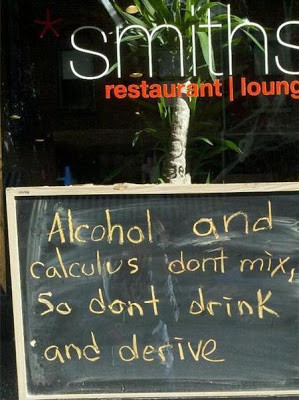 smiths
restaurant | loung
Alcohol and
calculus dont mix,
So dont drink
and derive